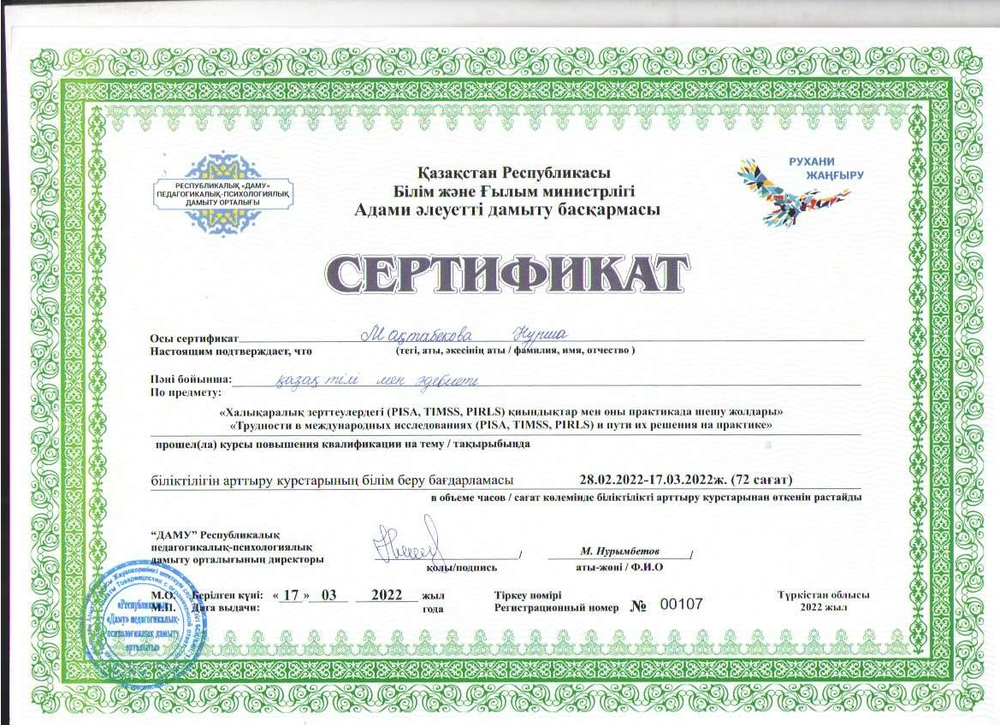 РЕСПУБЛИКАЛЫҚ «ДАМУ»
ПЕДАГОГИКАЛЫҚ-ПСИХОЛОГИЯЛЫҚ
ДАМЫТУ ОРТАЛЫҒЫ
Қазақстан Республикасы
Білім және Ғылым министрлігі
Адами әлеуетті дамыту басқармасы
РУХАНИ
ЖАҢҒЫРУ
СЕРТИФИКАТ
Осы сертификат Мақтабекова Нурша
Настоящим подтверждает, что (тегі, аты, әкесінің аты / фамилия, имя, отчество )
Пәні бойынша: қазақ тілі мен әдебиеті
По предмету:
«Халықаралық зерттеулердегі (PISA, TIMSS, PIRLS) қиындықтар мен оны практикада шешу жолдары»
«Трудности в международных исследованиях (PISA, TIMSS, PIRLS) и пути их решения на практике»
прошел(ла) курсы повышения квалификации на тему / тақырыбында
біліктілігін арттыру курстарының білім беру бағдарламасы 28.02.2022-17.03.2022ж. (72 сағат)
в объеме часов / сағат көлемінде біліктілікті арттыру курстарынан өткенін растайды
“ДАМУ” Республикалық
педагогикалық-психологиялық
дамыту орталығының директоры
/ М. Нурымбетов /
қолы/подпись аты-жөні / Ф.И.О
М.О. Берілген күні: « 17 » 03 2022 жыл
М.П. Дата выдачи: года
Тіркеу нөмірі
Регистрационный номер № 00107
Түркістан облысы
2022 жыл
«Республикалық
«Даму» педагогикалық-
психологиялық дамыту
орталығы»